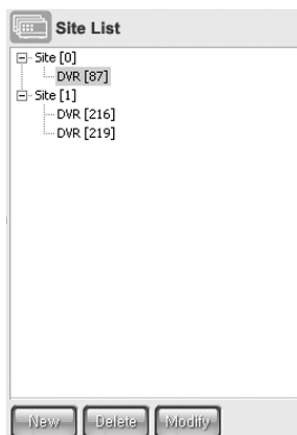 Site List
Site [0]
DVR [87]
Site [1]
DVR [216]
DVR [219]
New Delete Modify